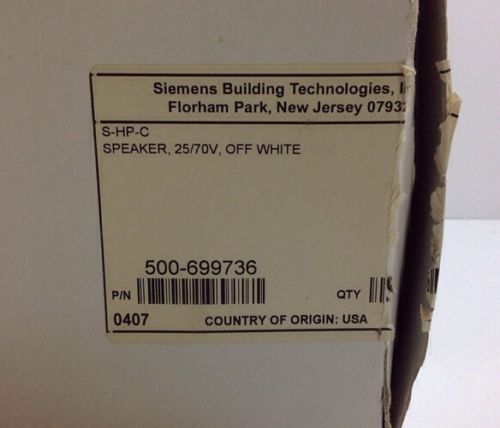 Siemens Building Technologies,
Florham Park, New Jersey 07932
S-HP-C
SPEAKER, 25/70V, OFF WHITE
500-699736
P/N QTY
0407 COUNTRY OF ORIGIN: USA